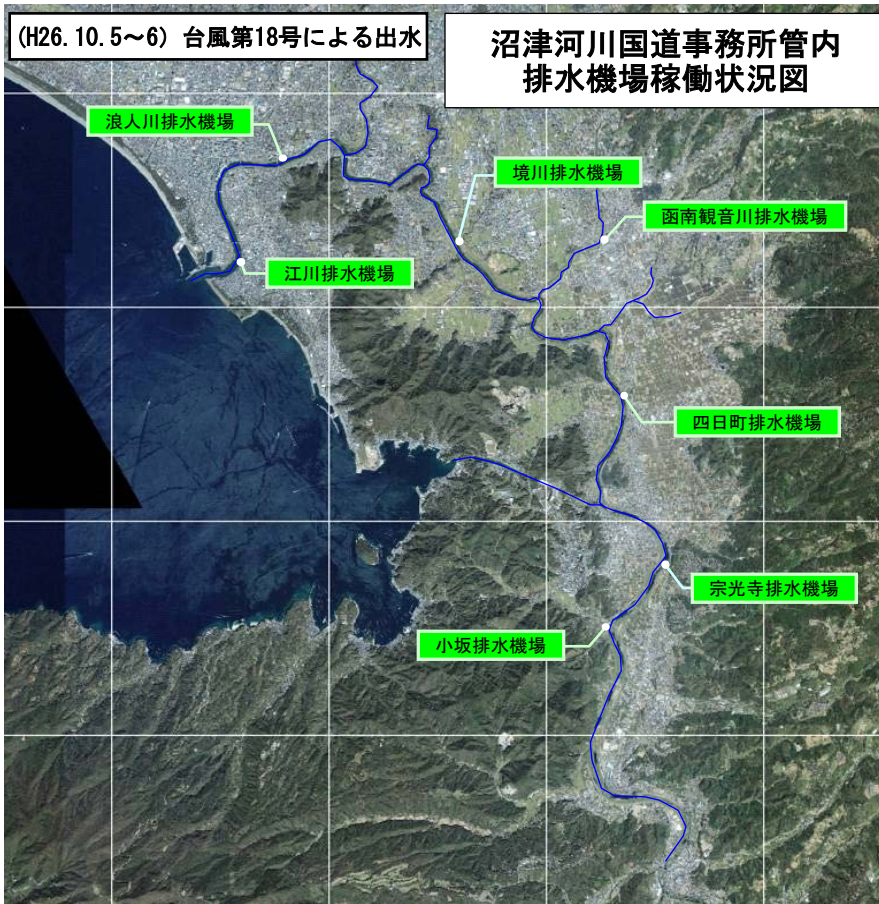 (H26.10.5～6) 台風第18号による出水
沼津河川国道事務所管内
排水機場稼働状況図
浪人川排水機場
境川排水機場
函南観音川排水機場
江川排水機場
四日町排水機場
宗光寺排水機場
小坂排水機場